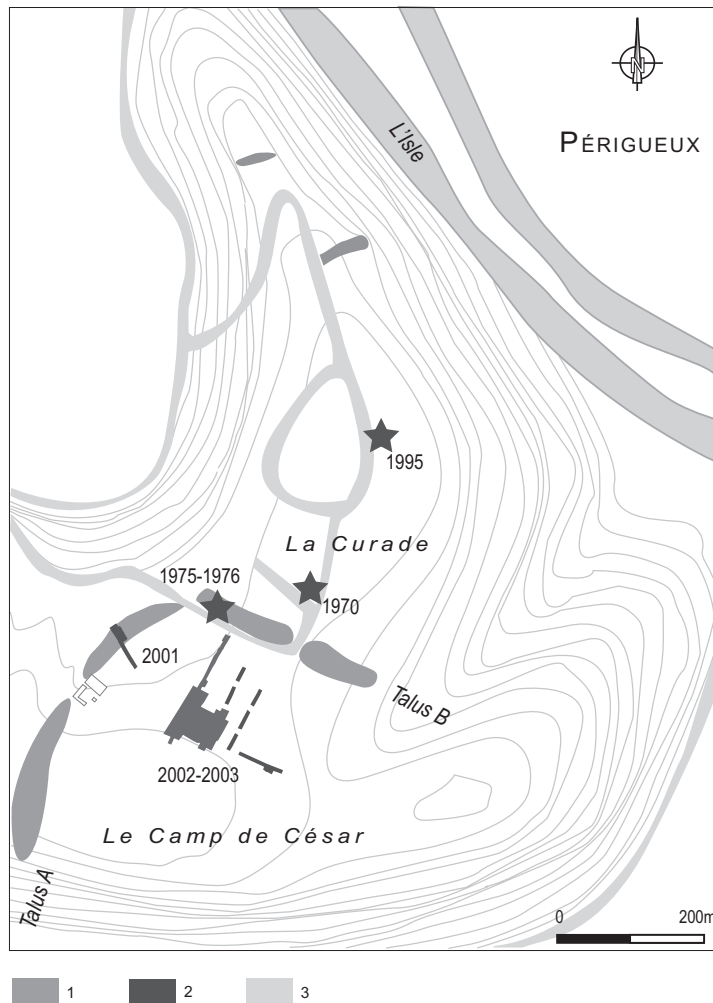 N
L'Isle
PÉRIGUEUX
1995
La Curade
1975-1976
1970
2001
Talus B
2002-2003
Le Camp de César
Talus A
0 200m
1 2 3